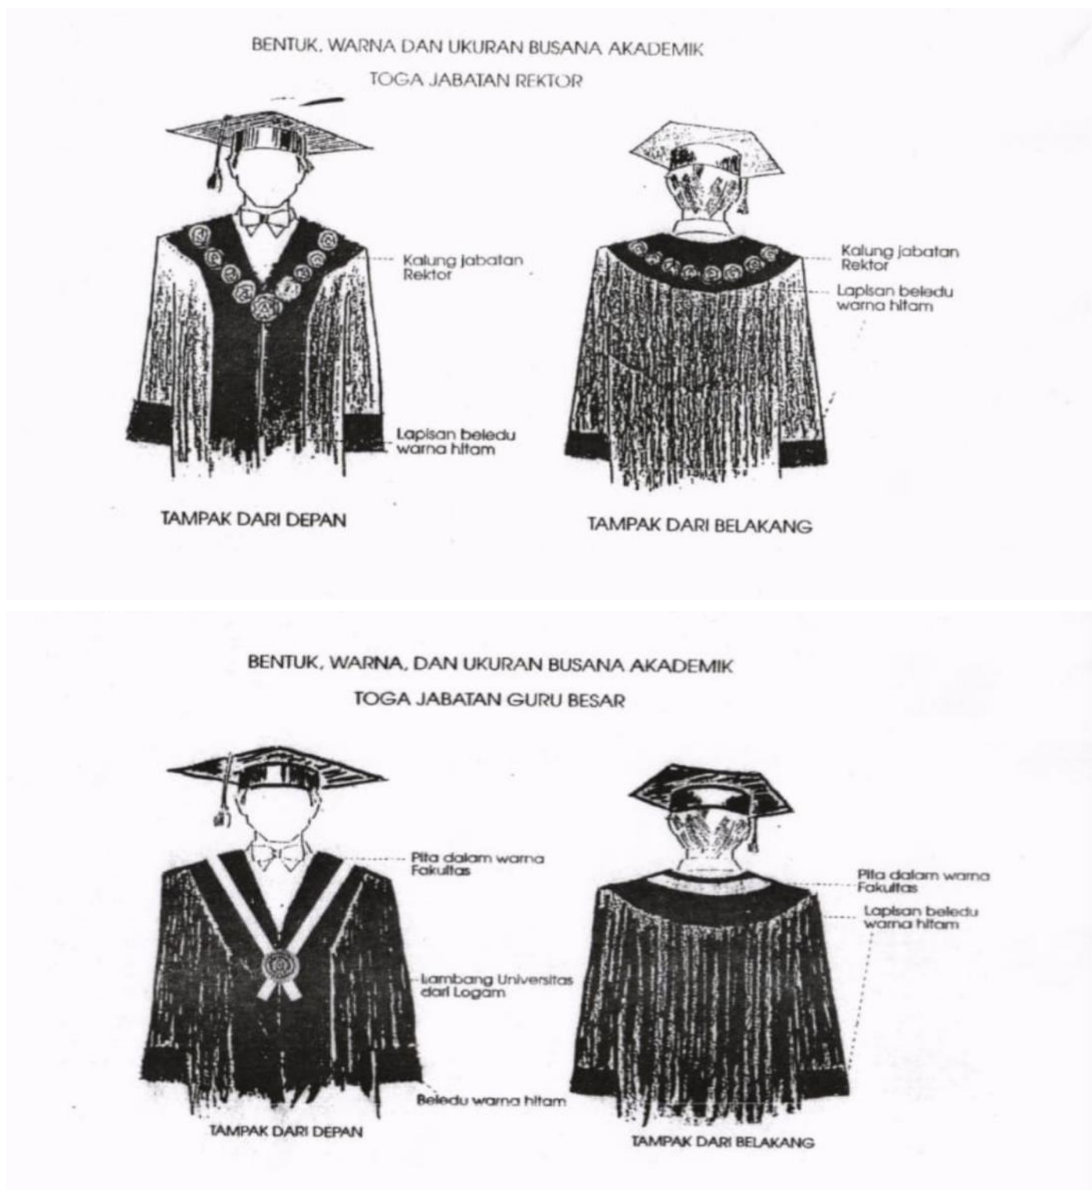 BENTUK, WARNA DAN UKURAN BUSANA AKADEMIK
TOGA JABATAN REKTOR
Kalung jabatan
Rektor
Lapisan beledu
warna hitam
TAMPAK DARI DEPAN
Kalung jabatan
Rektor
Lapisan beledu
warna hitam
TAMPAK DARI BELAKANG
BENTUK, WARNA, DAN UKURAN BUSANA AKADEMIK
TOGA JABATAN GURU BESAR
Pita dalam warna
Fakultas
Lambang Universitas
dari Logam
Beledu warna hitam
TAMPAK DARI DEPAN
Pita dalam warna
Fakultas
Lapisan beledu
warna hitam
TAMPAK DARI BELAKANG